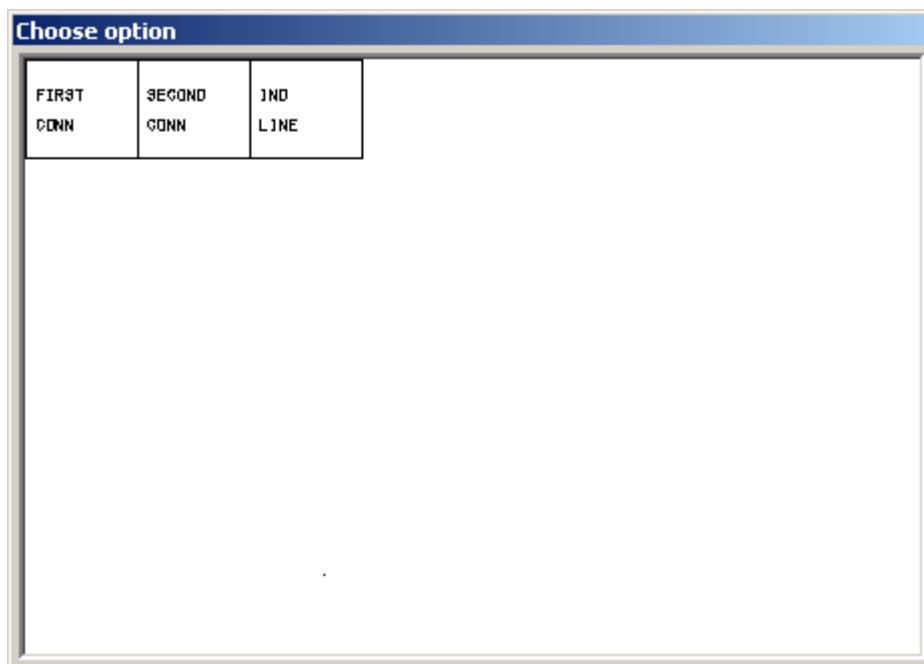 Choose option
FIRST
CONN
SECOND
CONN
IND
LINE